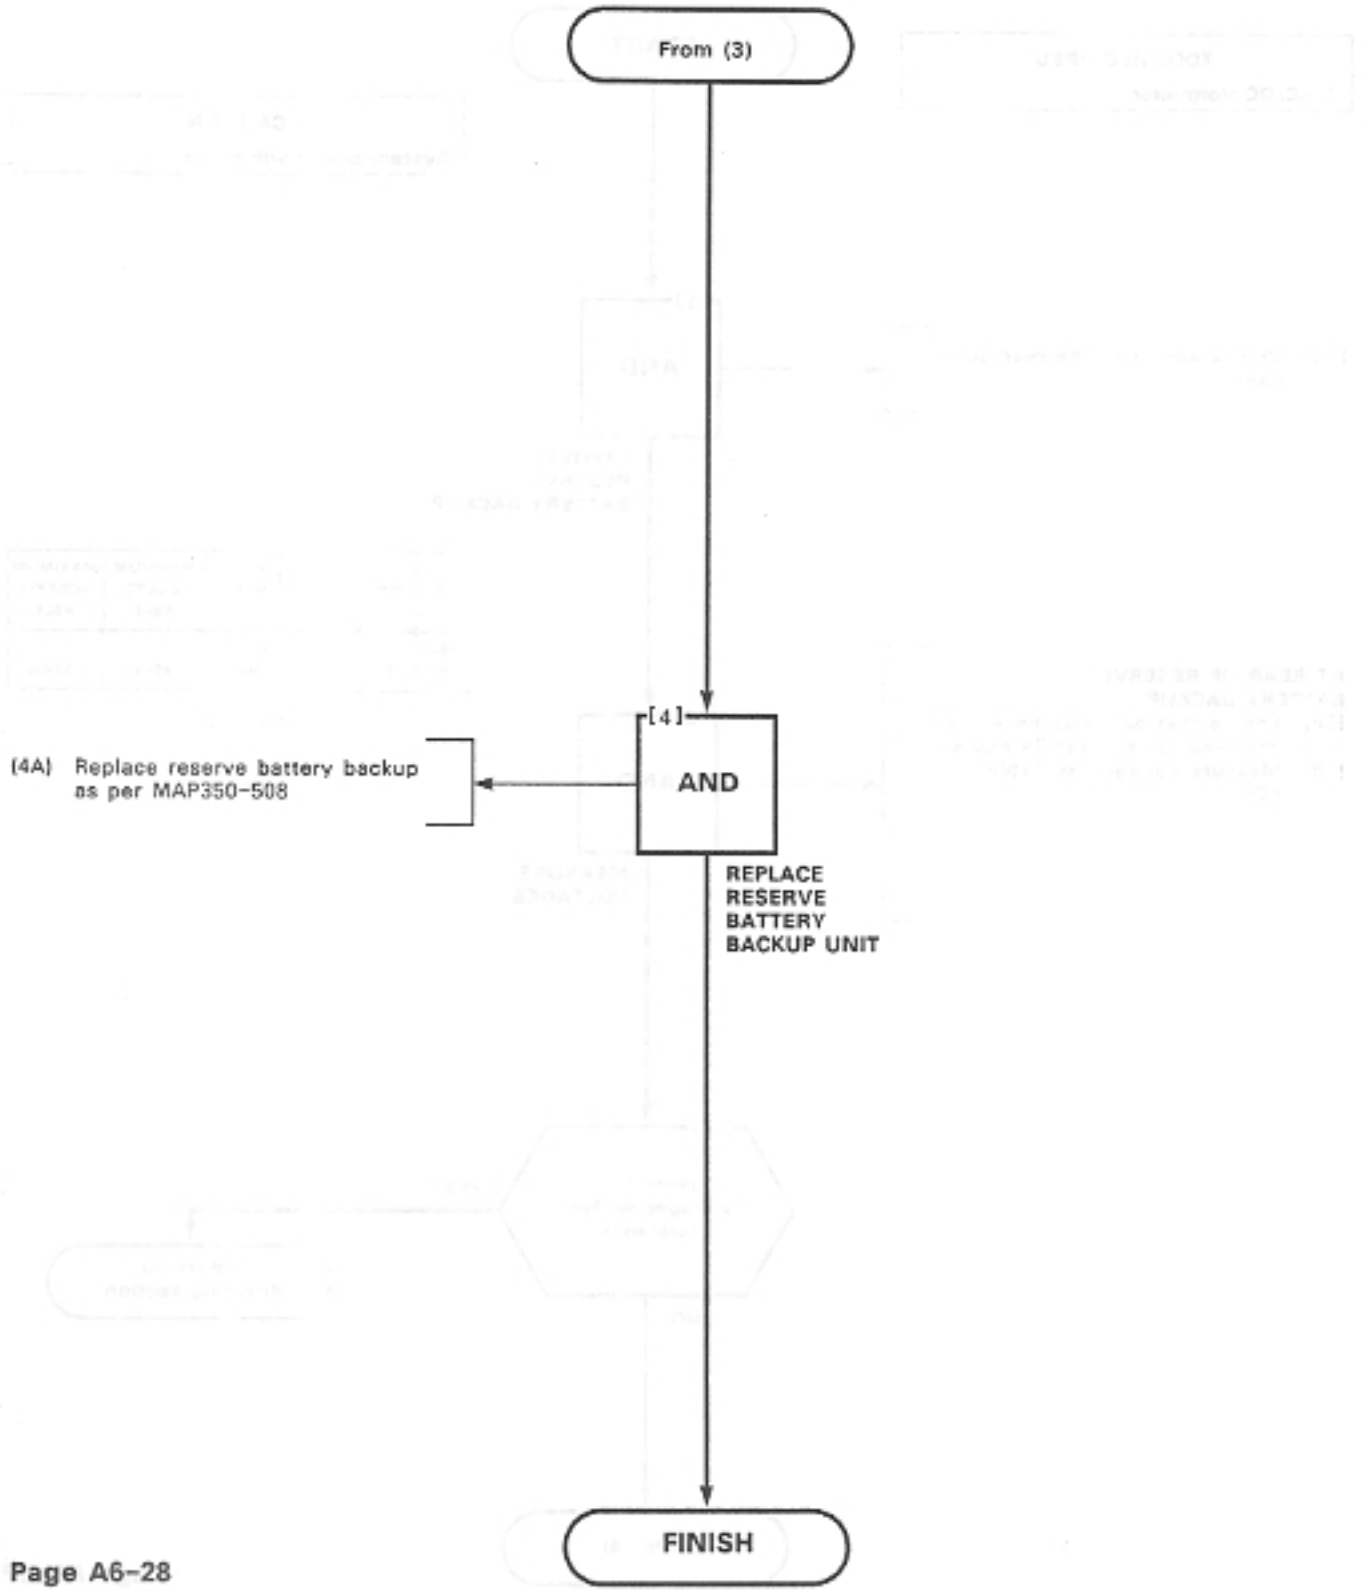 From (3)
[4]
AND
(4A) Replace reserve battery backup
as per MAP350-508
REPLACE
RESERVE
BATTERY
BACKUP UNIT
FINISH
Page A6-28